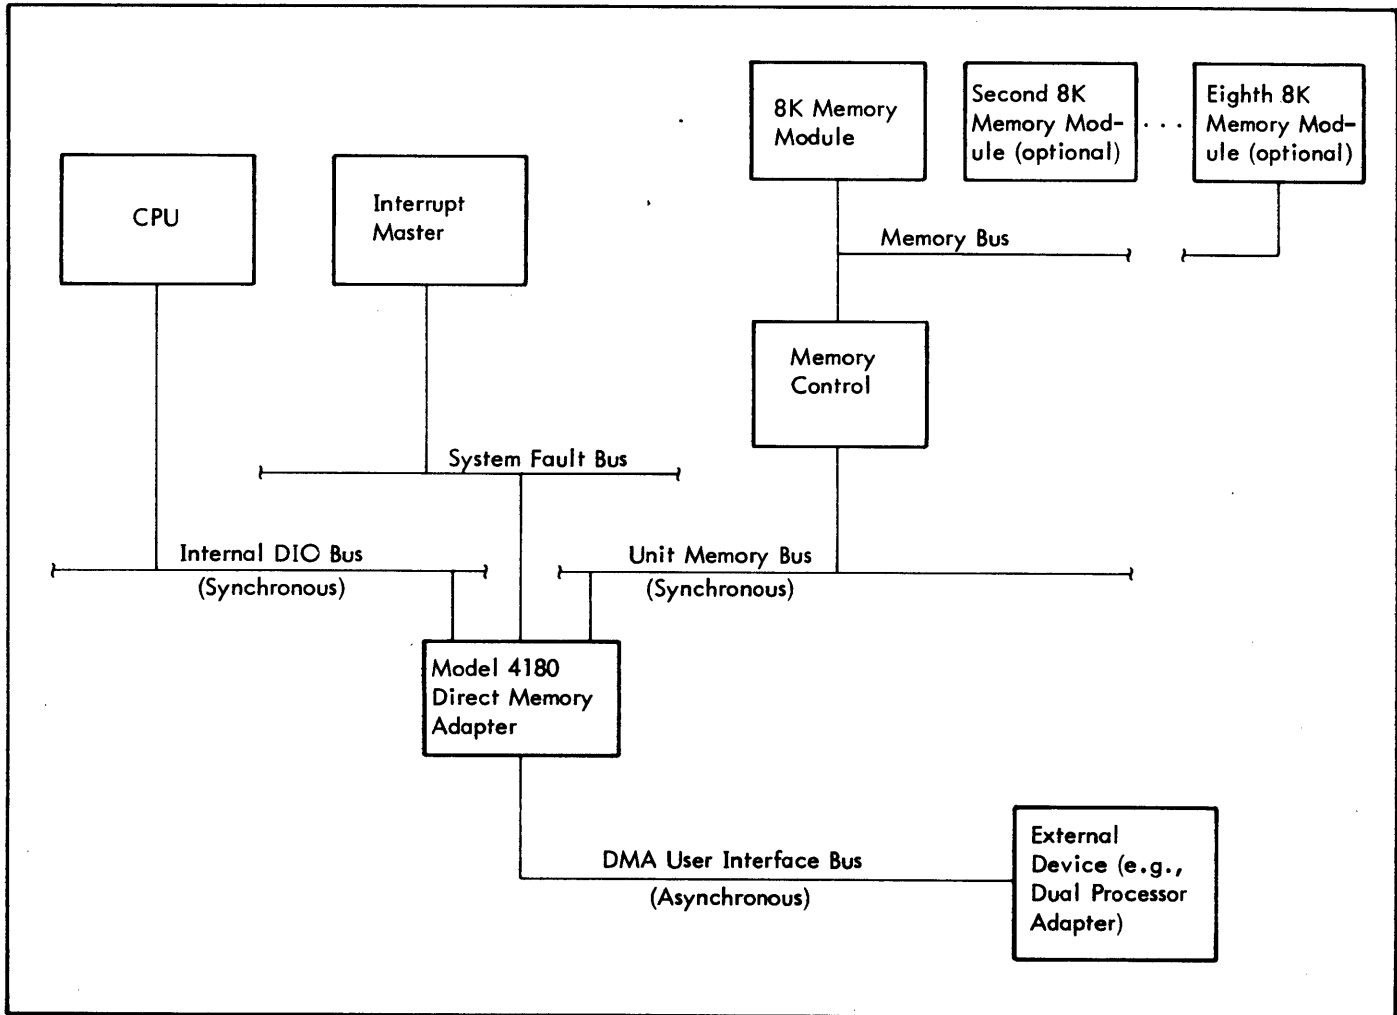 8K Memory
Module
Second 8K
Memory Mod-
ule (optional)
. . .
Eighth 8K
Memory Mod-
ule (optional)
CPU
Interrupt
Master
Memory Bus
Memory
Control
System Fault Bus
Internal DIO Bus
(Synchronous)
Unit Memory Bus
(Synchronous)
Model 4180
Direct Memory
Adapter
DMA User Interface Bus
(Asynchronous)
External
Device (e.g.,
Dual Processor
Adapter)